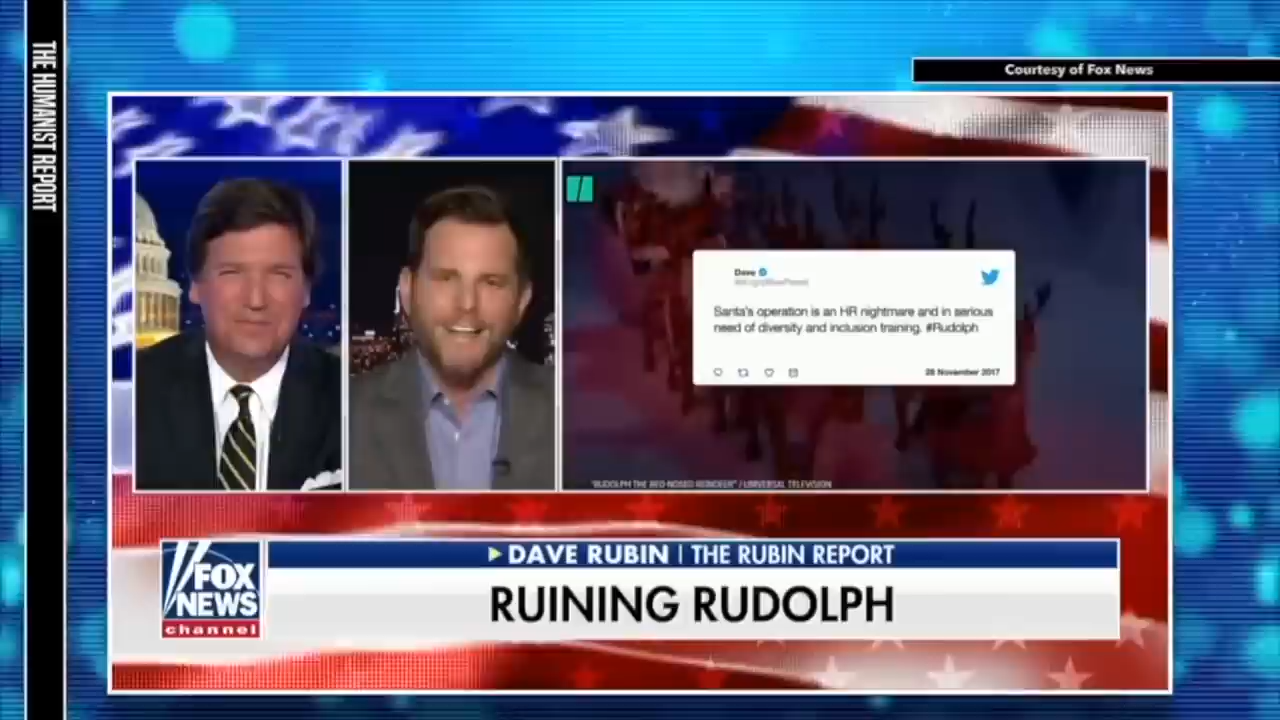 THE HUMANIST REPORT
Courtesy of Fox News
Dave
Santa's operation is an HR nightmare and in serious
need of diversity and inclusion training. #Rudolph
28 November 2017
"RUDOLPH THE RED-NOSED REINDEER" / UNIVERSAL TELEVISION
DAVE RUBIN | THE RUBIN REPORT
FOX
NEWS
channel
RUINING RUDOLPH